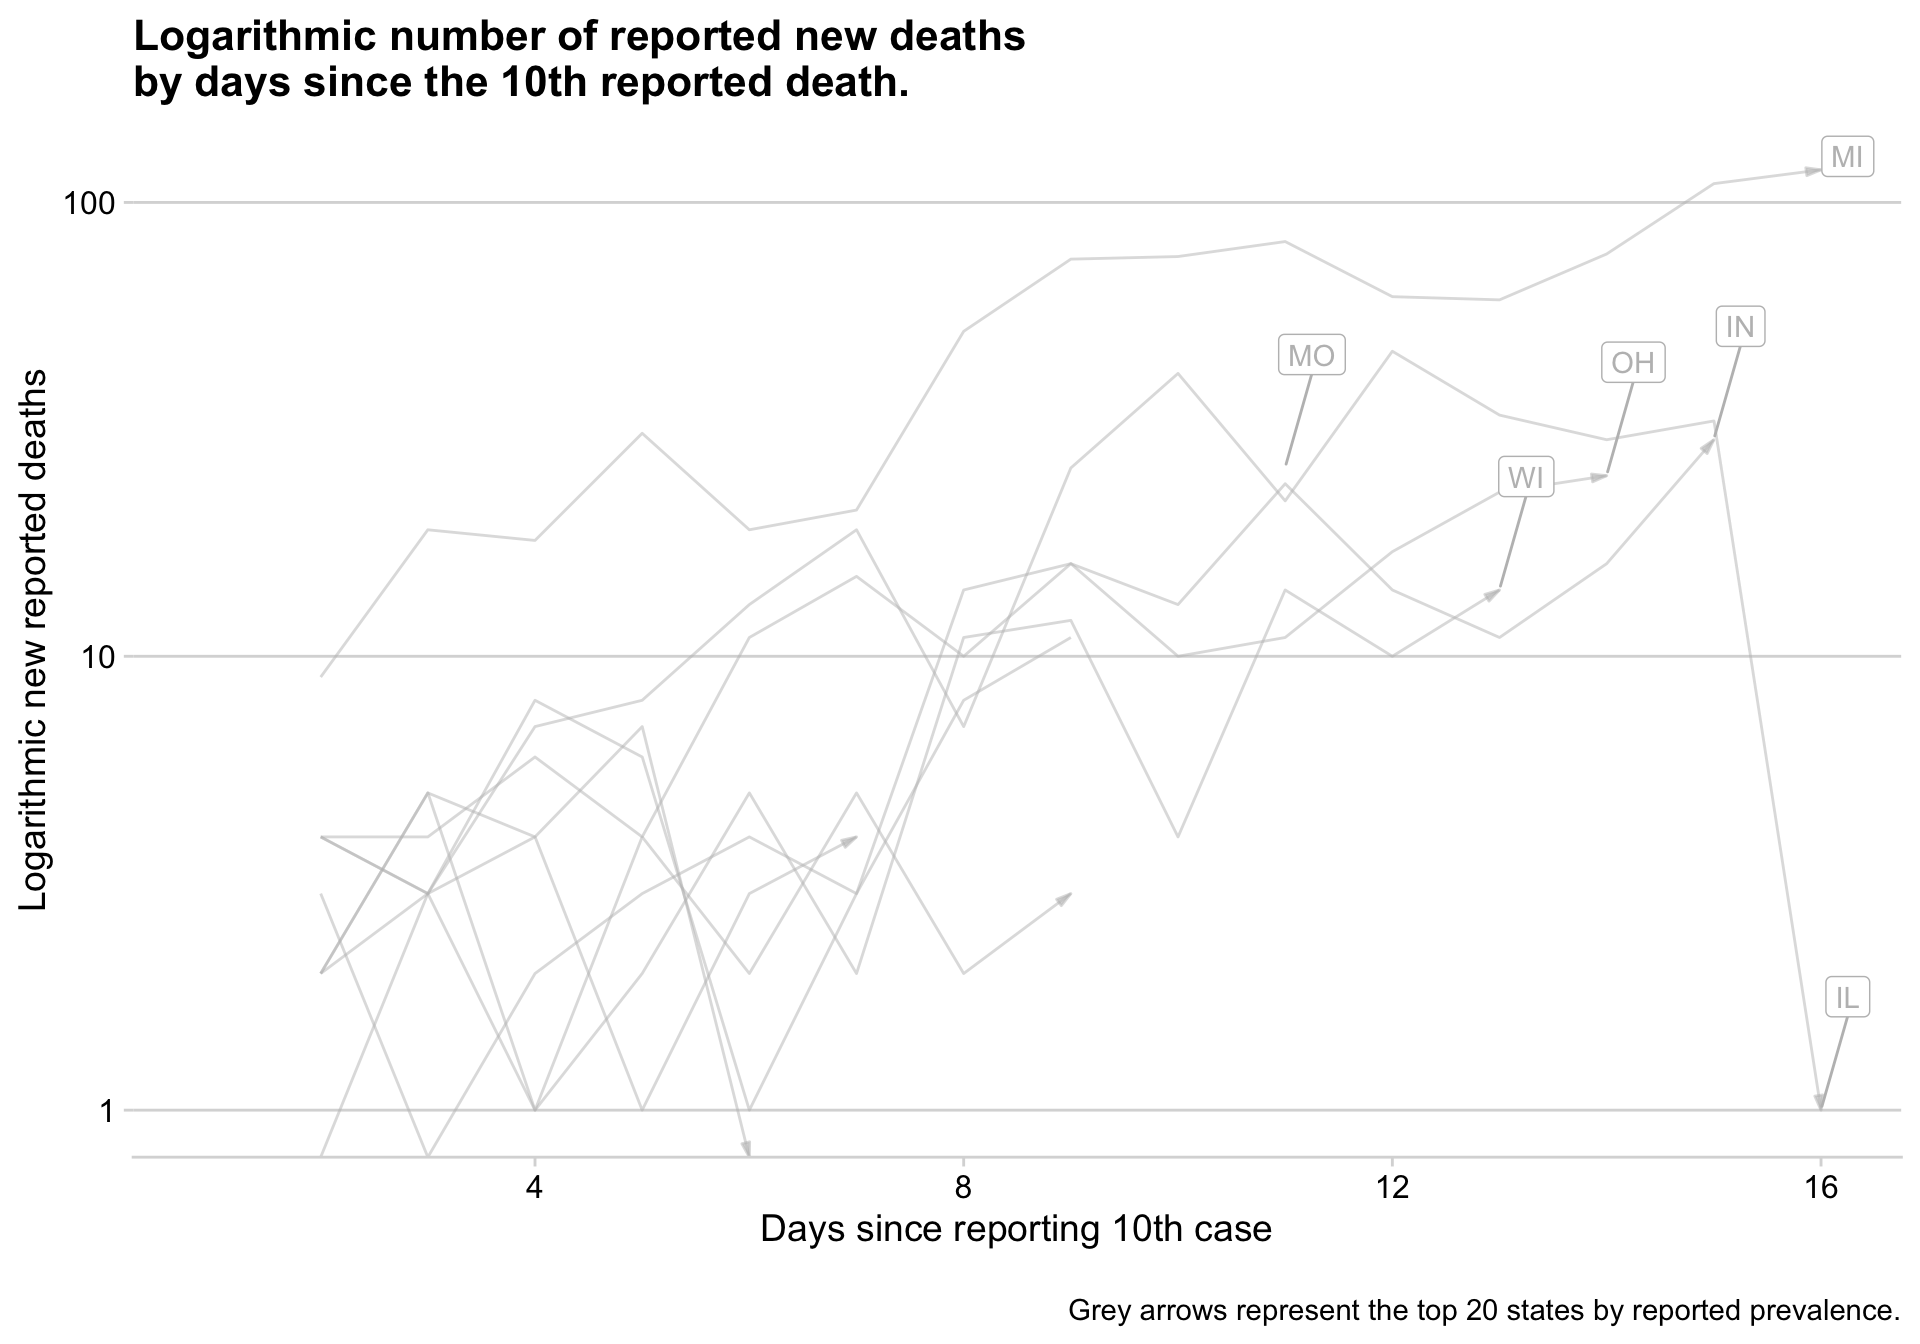 Logarithmic number of reported new deaths
by days since the 10th reported death.
MI
100
IN
MO
OH
WI
10
IL
1
Logarithmic new reported deaths
4 8 12 16
Days since reporting 10th case
Grey arrows represent the top 20 states by reported prevalence.